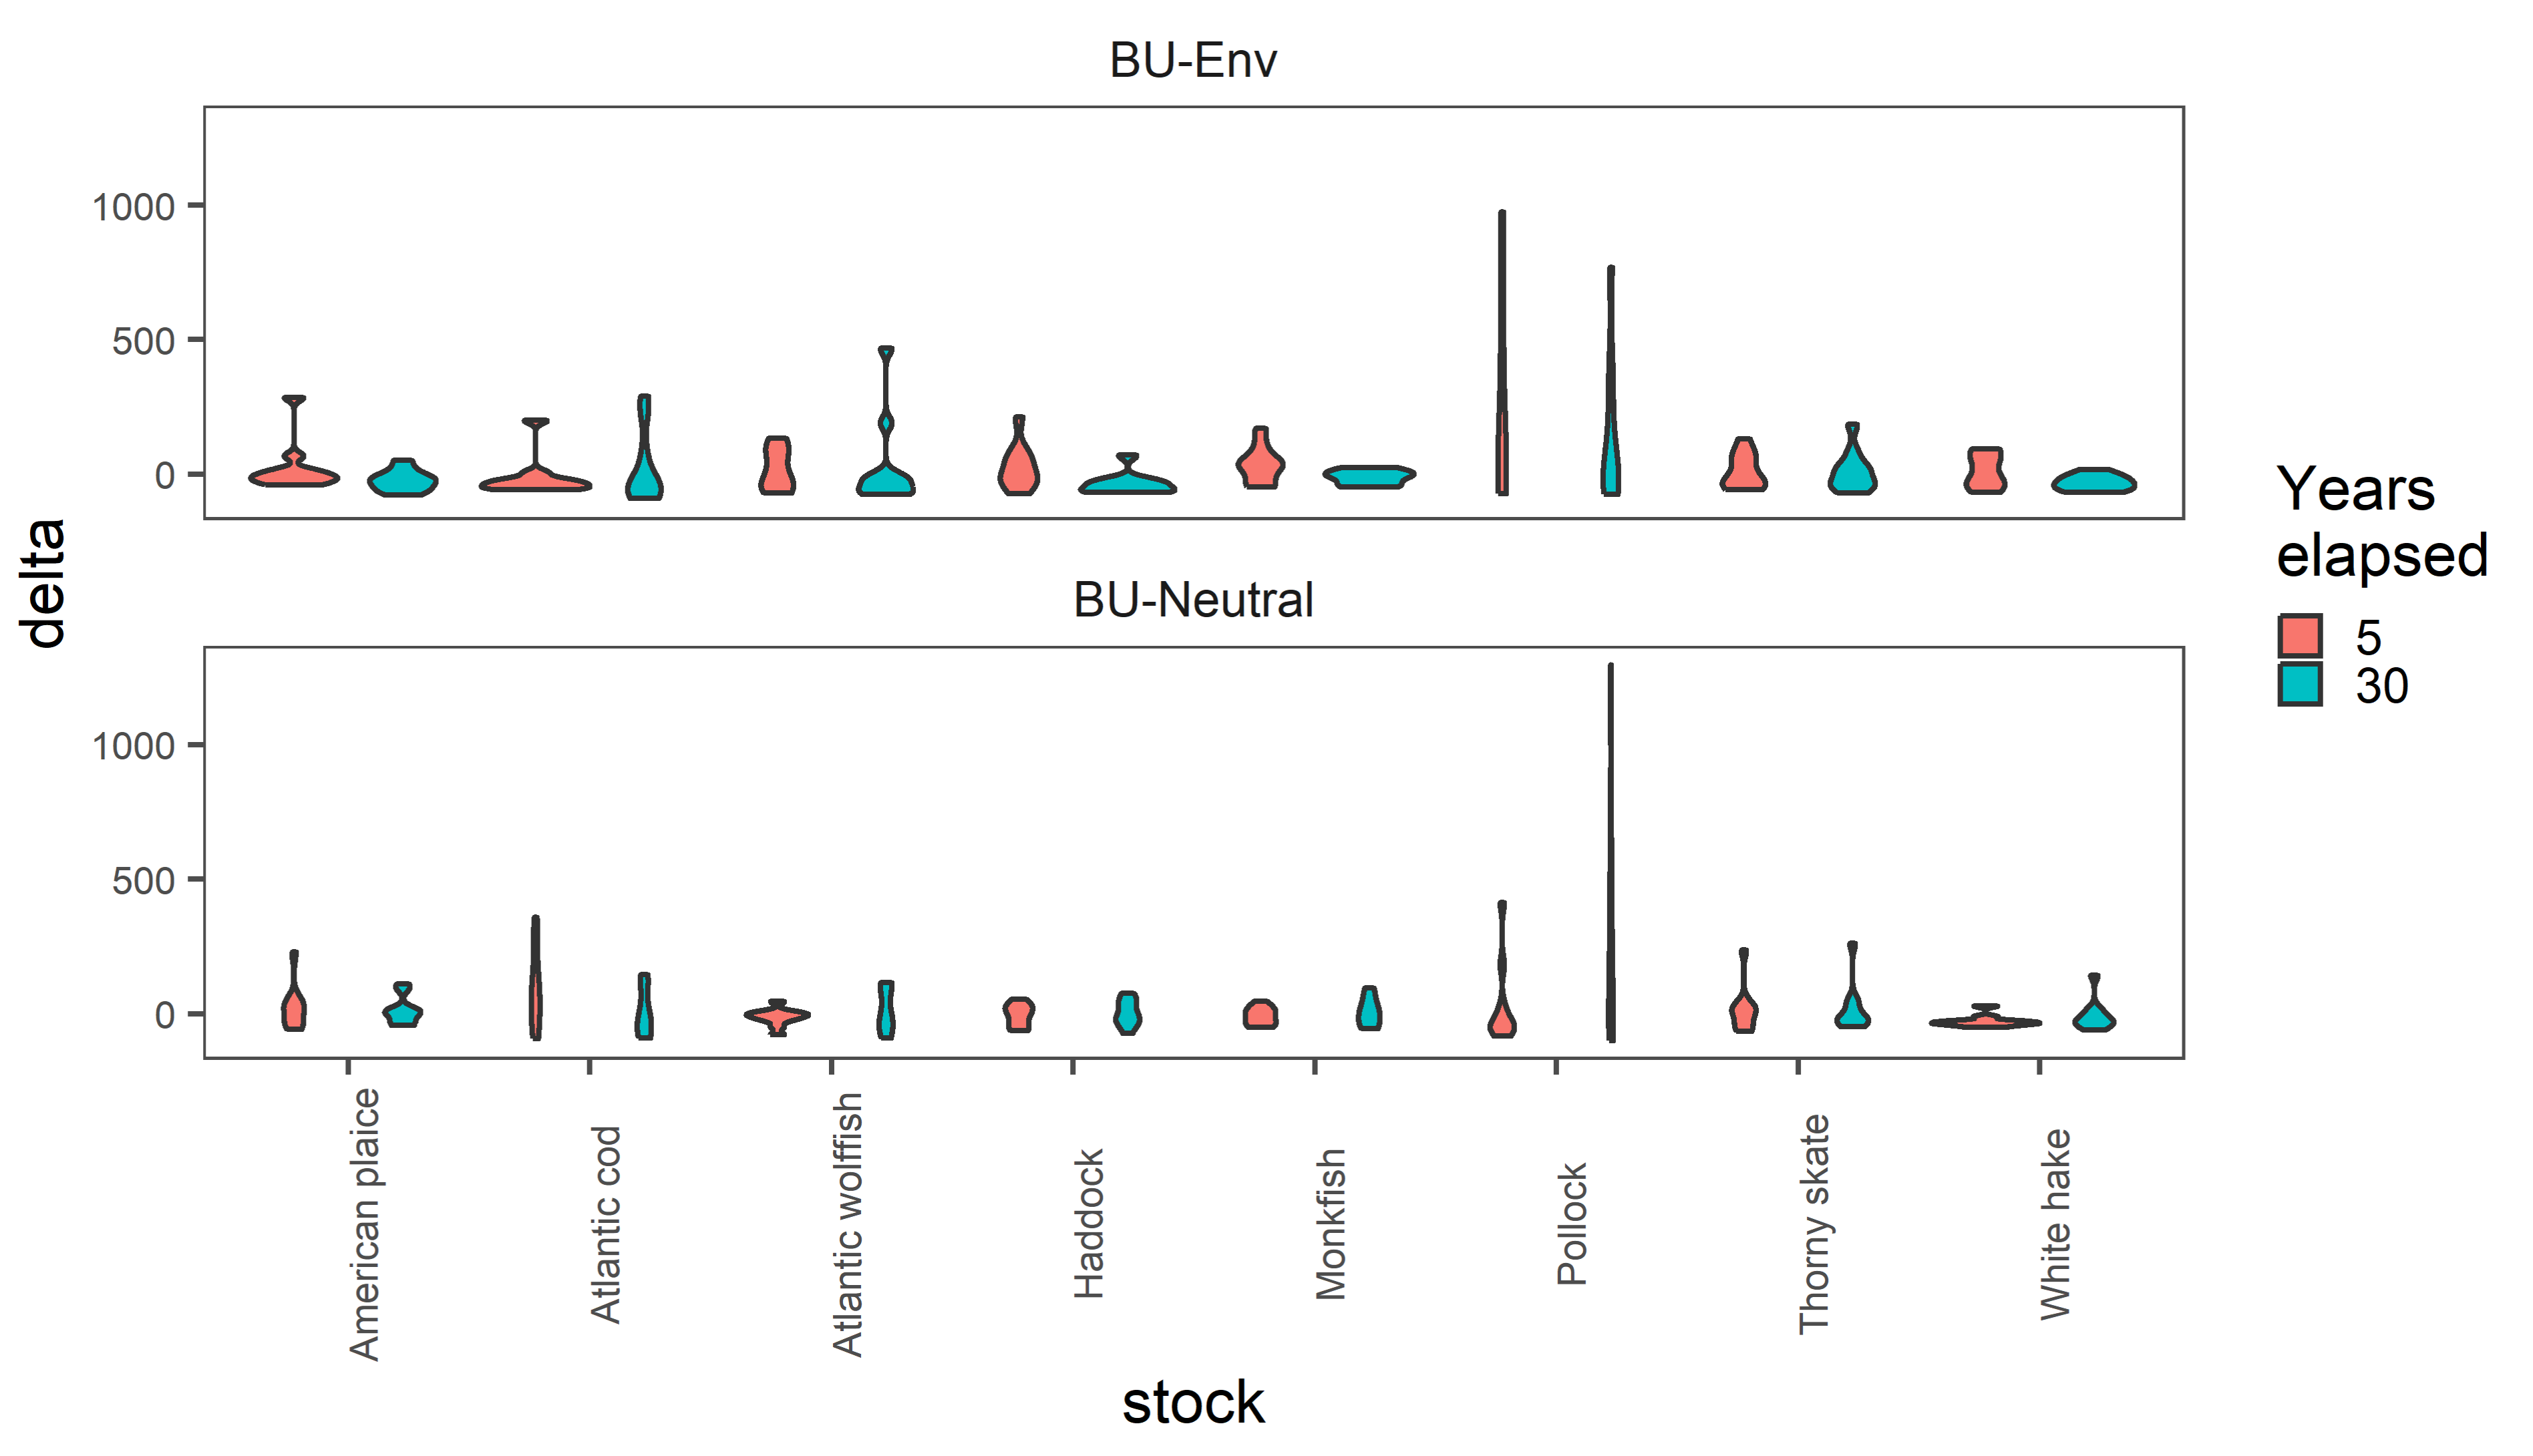 BU-Env
1000
500
0
BU-Neutral
1000
500
0
delta
American plaice
Atlantic cod
Atlantic wolffish
Haddock
Monkfish
Pollock
Thorny skate
White hake
stock
Years
elapsed
5
30